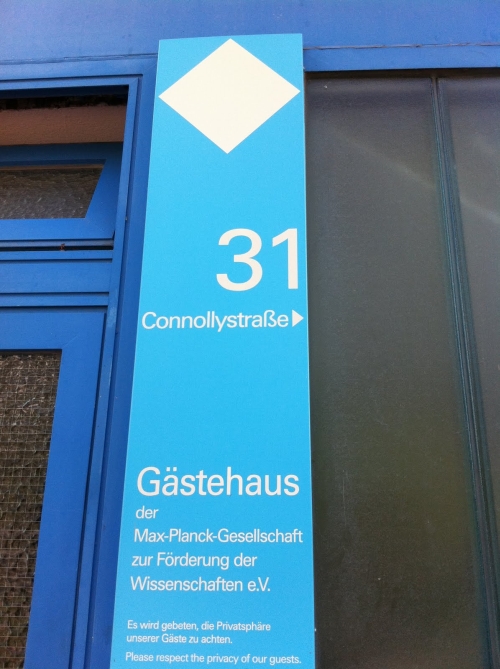 31
Connollystraße
Gästehaus
der
Max-Planck-Gesellschaft
zur Förderung der
Wissenschaften e.V.
Es wird gebeten, die Privatsphäre
unserer Gäste zu achten.
Please respect the privacy of our guests.